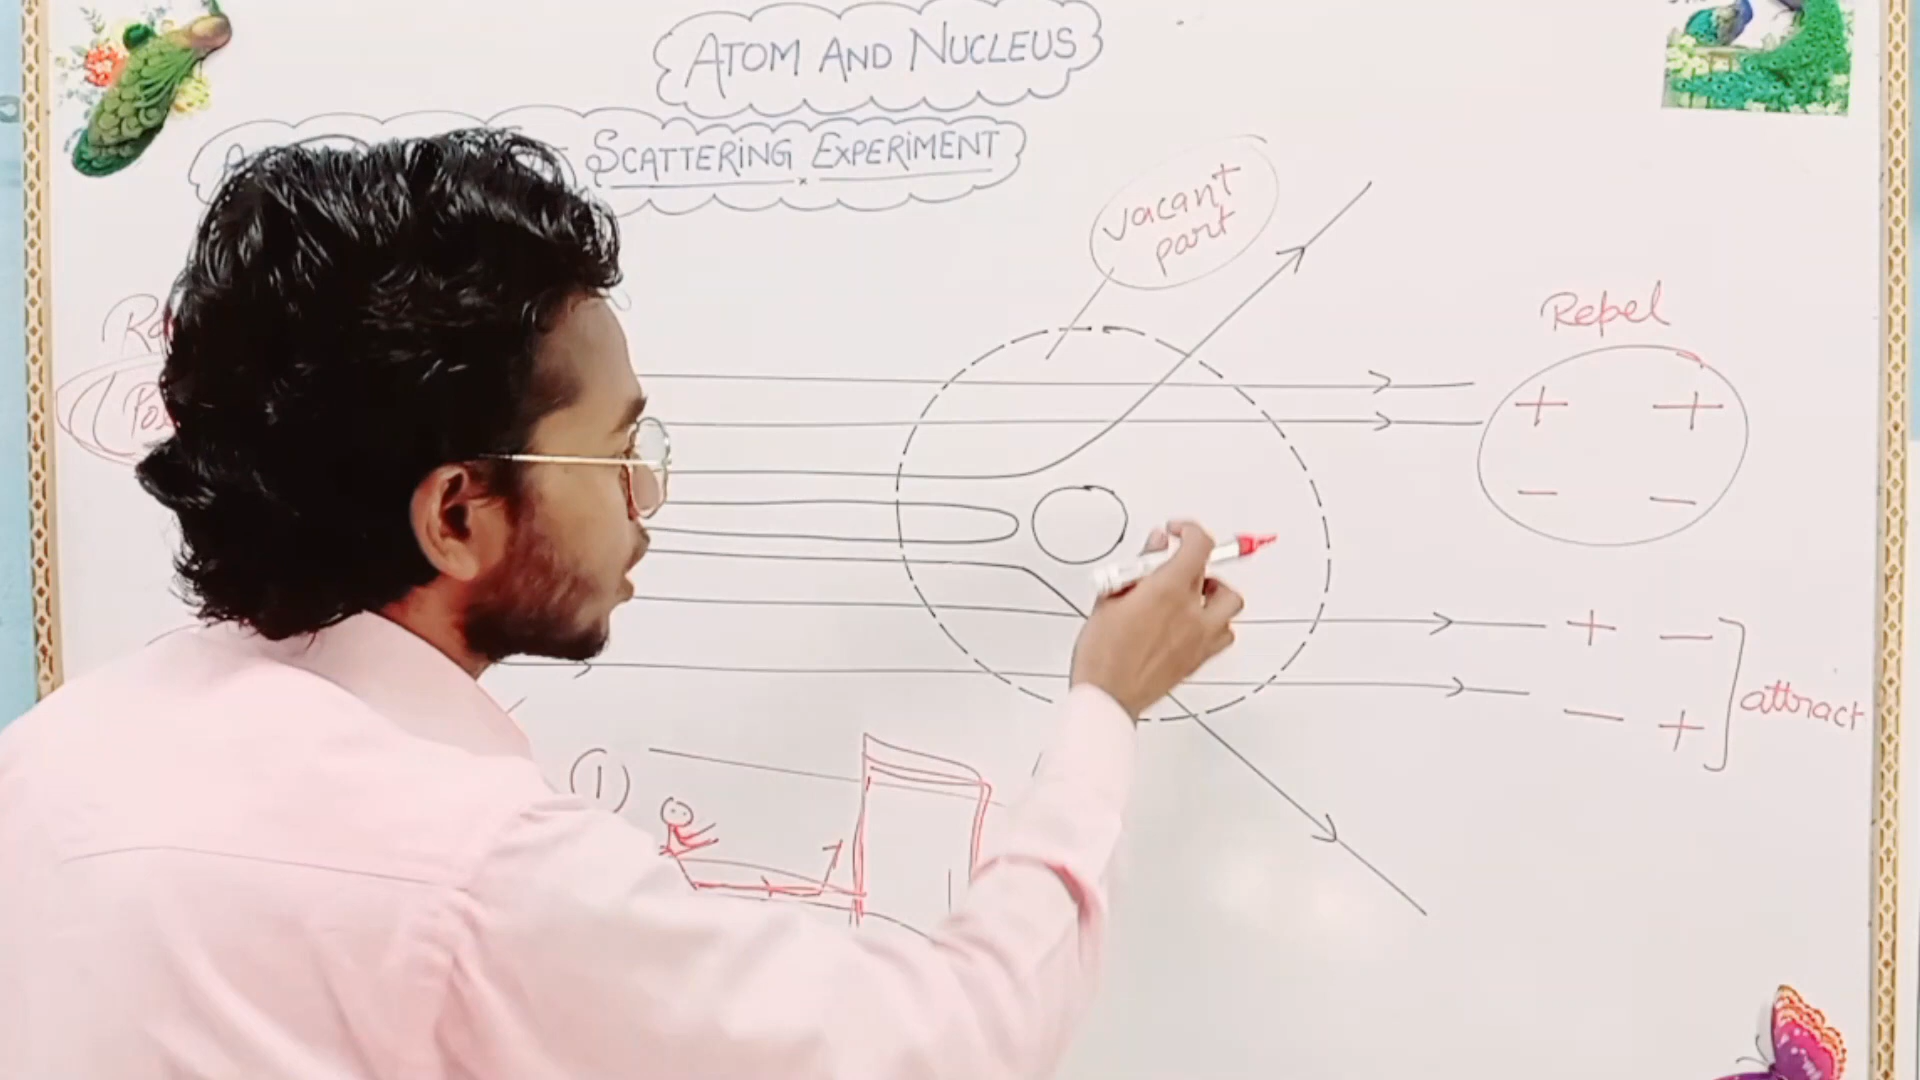 ATOM AND NUCLEUS
SCATTERING EXPERIMENT
vacant
part
Repel
+ +
− −
+ −
− +
attract
1